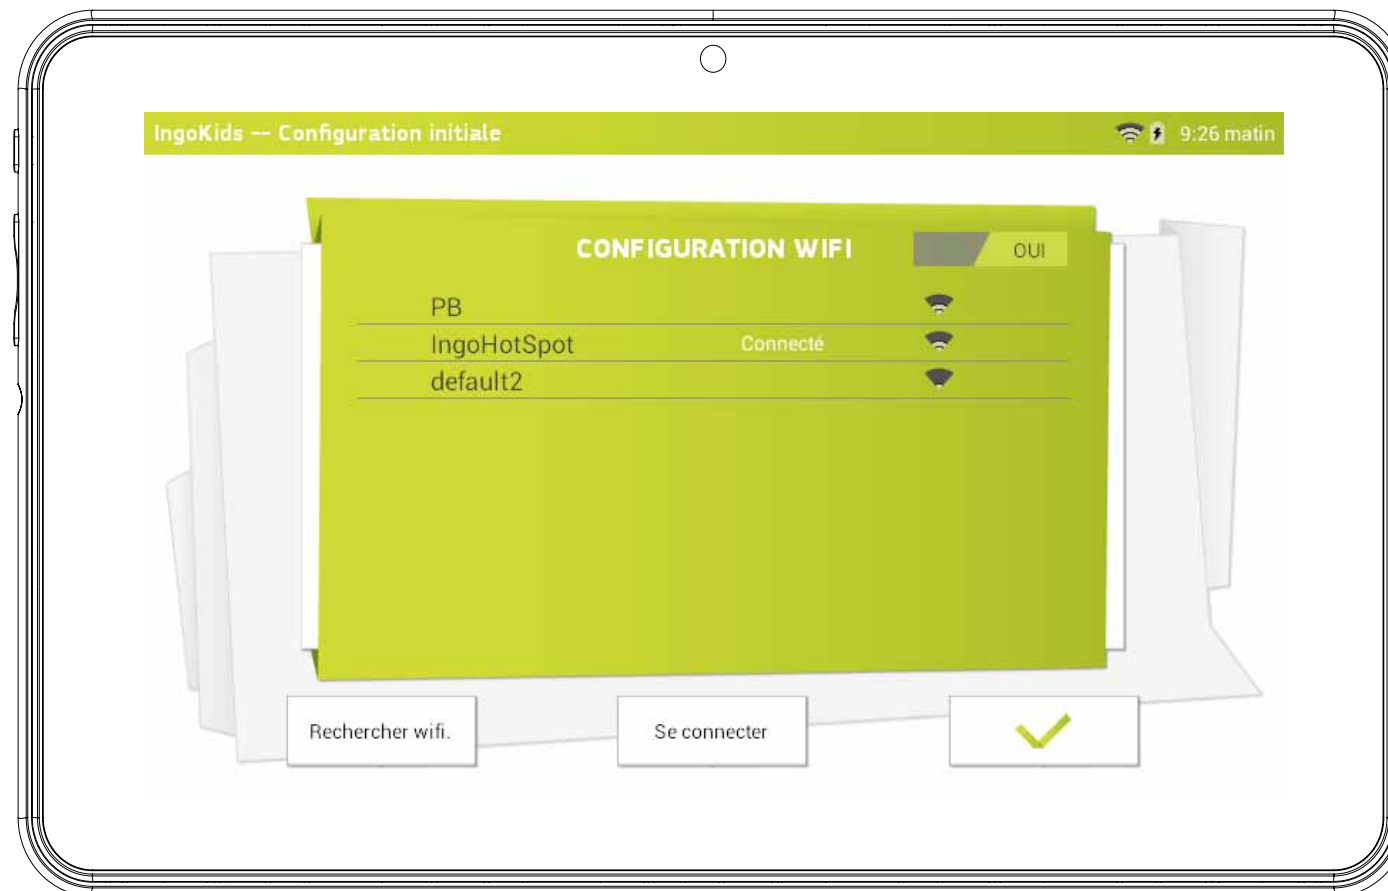 IngoKids -- Configuration initiale 9:26 matin
CONFIGURATION WIFI OUI
PB
IngoHotSpot Connecté
default2
Rechercher wifi. Se connecter